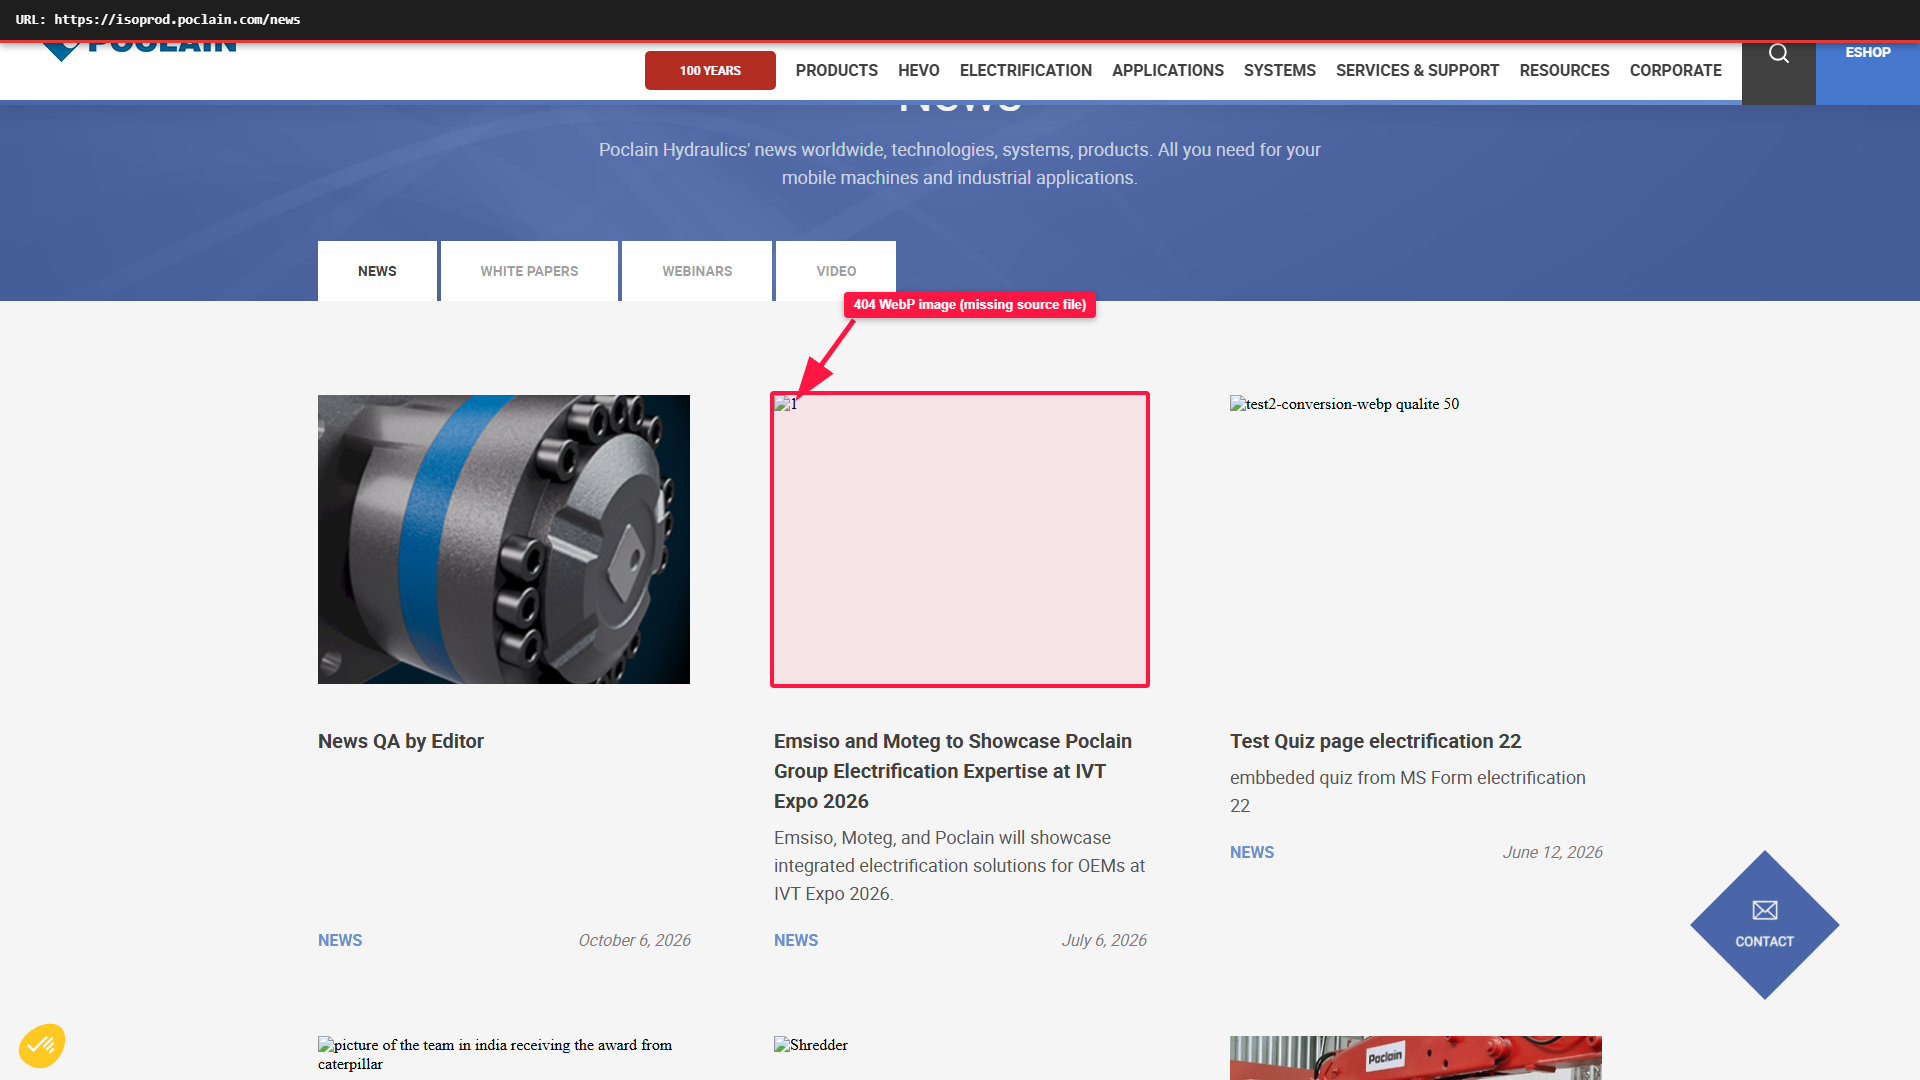 URL: https://isoprod.poclain.com/news
POCLAIN
100 YEARS
PRODUCTS
HEVO
ELECTRIFICATION
APPLICATIONS
SYSTEMS
SERVICES & SUPPORT
RESOURCES
CORPORATE
ESHOP
News
Poclain Hydraulics' news worldwide, technologies, systems, products. All you need for your
mobile machines and industrial applications.
NEWS
WHITE PAPERS
WEBINARS
VIDEO
404 WebP image (missing source file)
1
test2-conversion-webp qualite 50
News QA by Editor
NEWS
October 6, 2026
Emsiso and Moteg to Showcase Poclain
Group Electrification Expertise at IVT
Expo 2026
Emsiso, Moteg, and Poclain will showcase
integrated electrification solutions for OEMs at
IVT Expo 2026.
NEWS
July 6, 2026
Test Quiz page electrification 22
embbeded quiz from MS Form electrification
22
NEWS
June 12, 2026
CONTACT
picture of the team in india receiving the award from
caterpillar
Shredder
Poclain